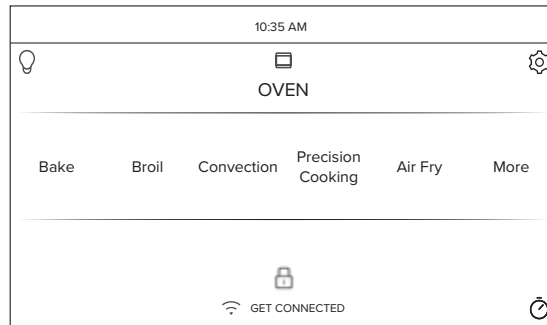 10:35 AM
OVEN
Bake
Broil
Convection
Precision
Cooking
Air Fry
More
GET CONNECTED